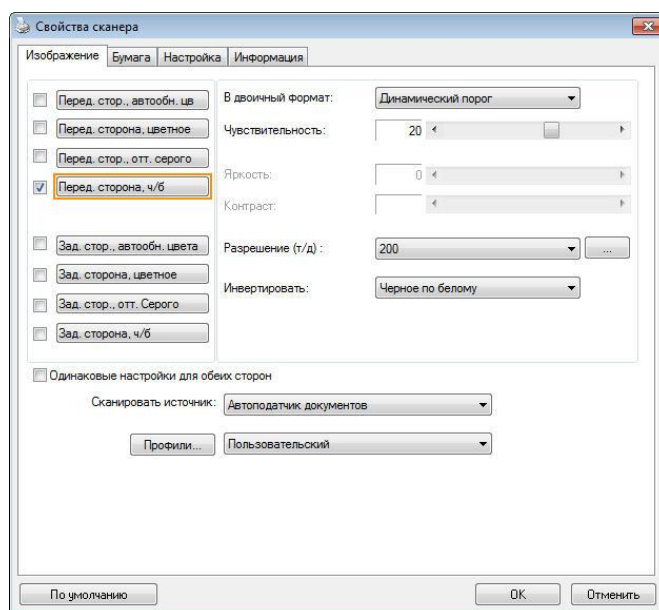 Свойства сканера
Изображение Бумага Настройка Информация
Перед. стор., автообн. цв
Перед. сторона, цветное
Перед. стор., отт. серого
Перед. сторона, ч/б
Зад. стор., автообн. цвета
Зад. сторона, цветное
Зад. стор., отт. Серого
Зад. сторона, ч/б
В двоичный формат: Динамический порог
Чувствительность: 20
Яркость: 0
Контраст:
Разрешение (т/д) : 200 ...
Инвертировать: Черное по белому
Одинаковые настройки для обеих сторон
Сканировать источник: Автоподатчик документов
Профили... Пользовательский
По умолчанию OK Отменить